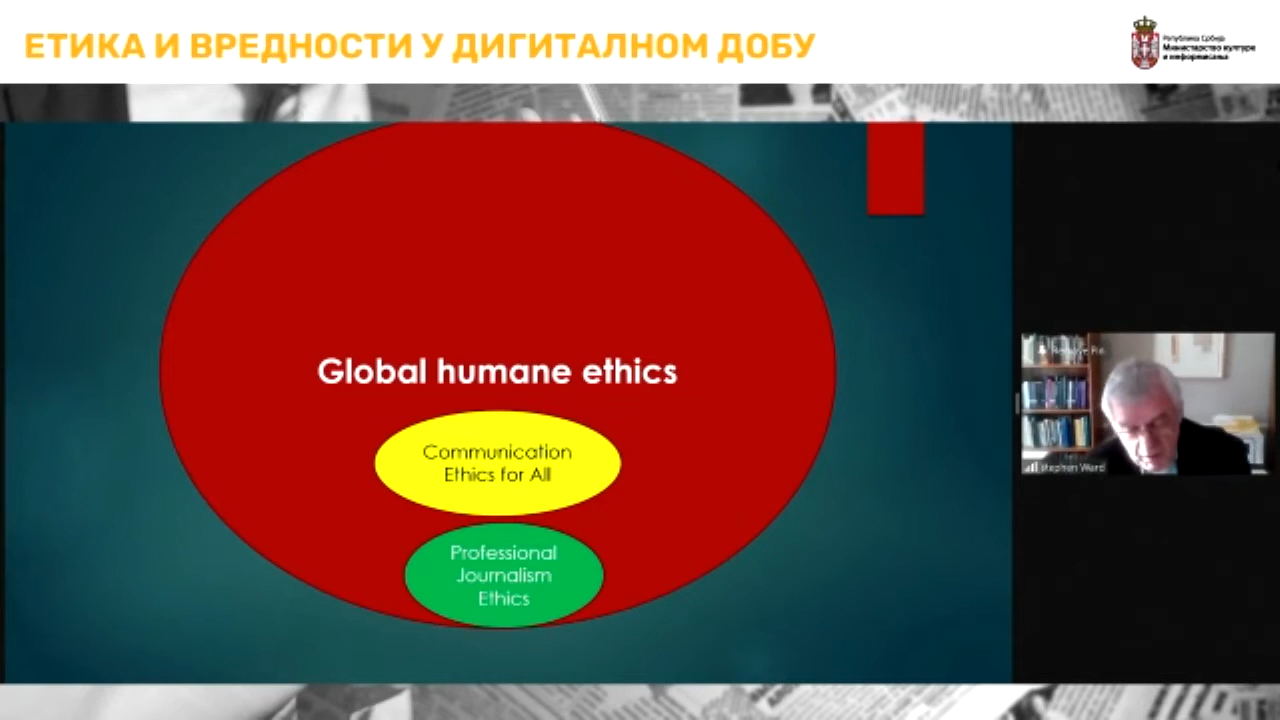 ЕТИКА И ВРЕДНОСТИ У ДИГИТАЛНОМ ДОБУ
Република Србија
Министарство културе
и информисања
Global humane ethics
Communication
Ethics for All
Professional
Journalism
Ethics
Stephen Ward